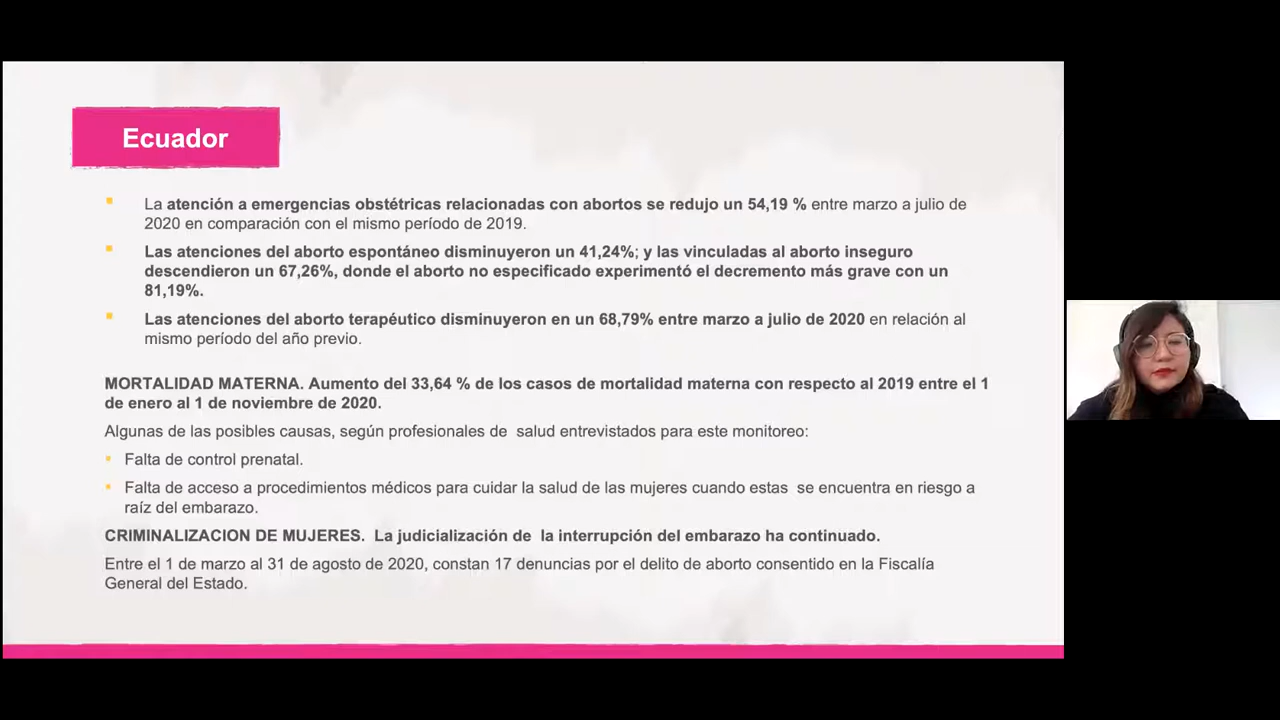 Ecuador
La atención a emergencias obstétricas relacionadas con abortos se redujo un 54,19 % entre marzo a julio de
2020 en comparación con el mismo período de 2019.
Las atenciones del aborto espontáneo disminuyeron un 41,24%; y las vinculadas al aborto inseguro
descendieron un 67,26%, donde el aborto no especificado experimentó el decremento más grave con un
81,19%.
Las atenciones del aborto terapéutico disminuyeron en un 68,79% entre marzo a julio de 2020 en relación al
mismo período del año previo.
MORTALIDAD MATERNA. Aumento del 33,64 % de los casos de mortalidad materna con respecto al 2019 entre el 1
de enero al 1 de noviembre de 2020.
Algunas de las posibles causas, según profesionales de salud entrevistados para este monitoreo:
Falta de control prenatal.
Falta de acceso a procedimientos médicos para cuidar la salud de las mujeres cuando estas se encuentra en riesgo a
raíz del embarazo.
CRIMINALIZACION DE MUJERES. La judicialización de la interrupción del embarazo ha continuado.
Entre el 1 de marzo al 31 de agosto de 2020, constan 17 denuncias por el delito de aborto consentido en la Fiscalía
General del Estado.